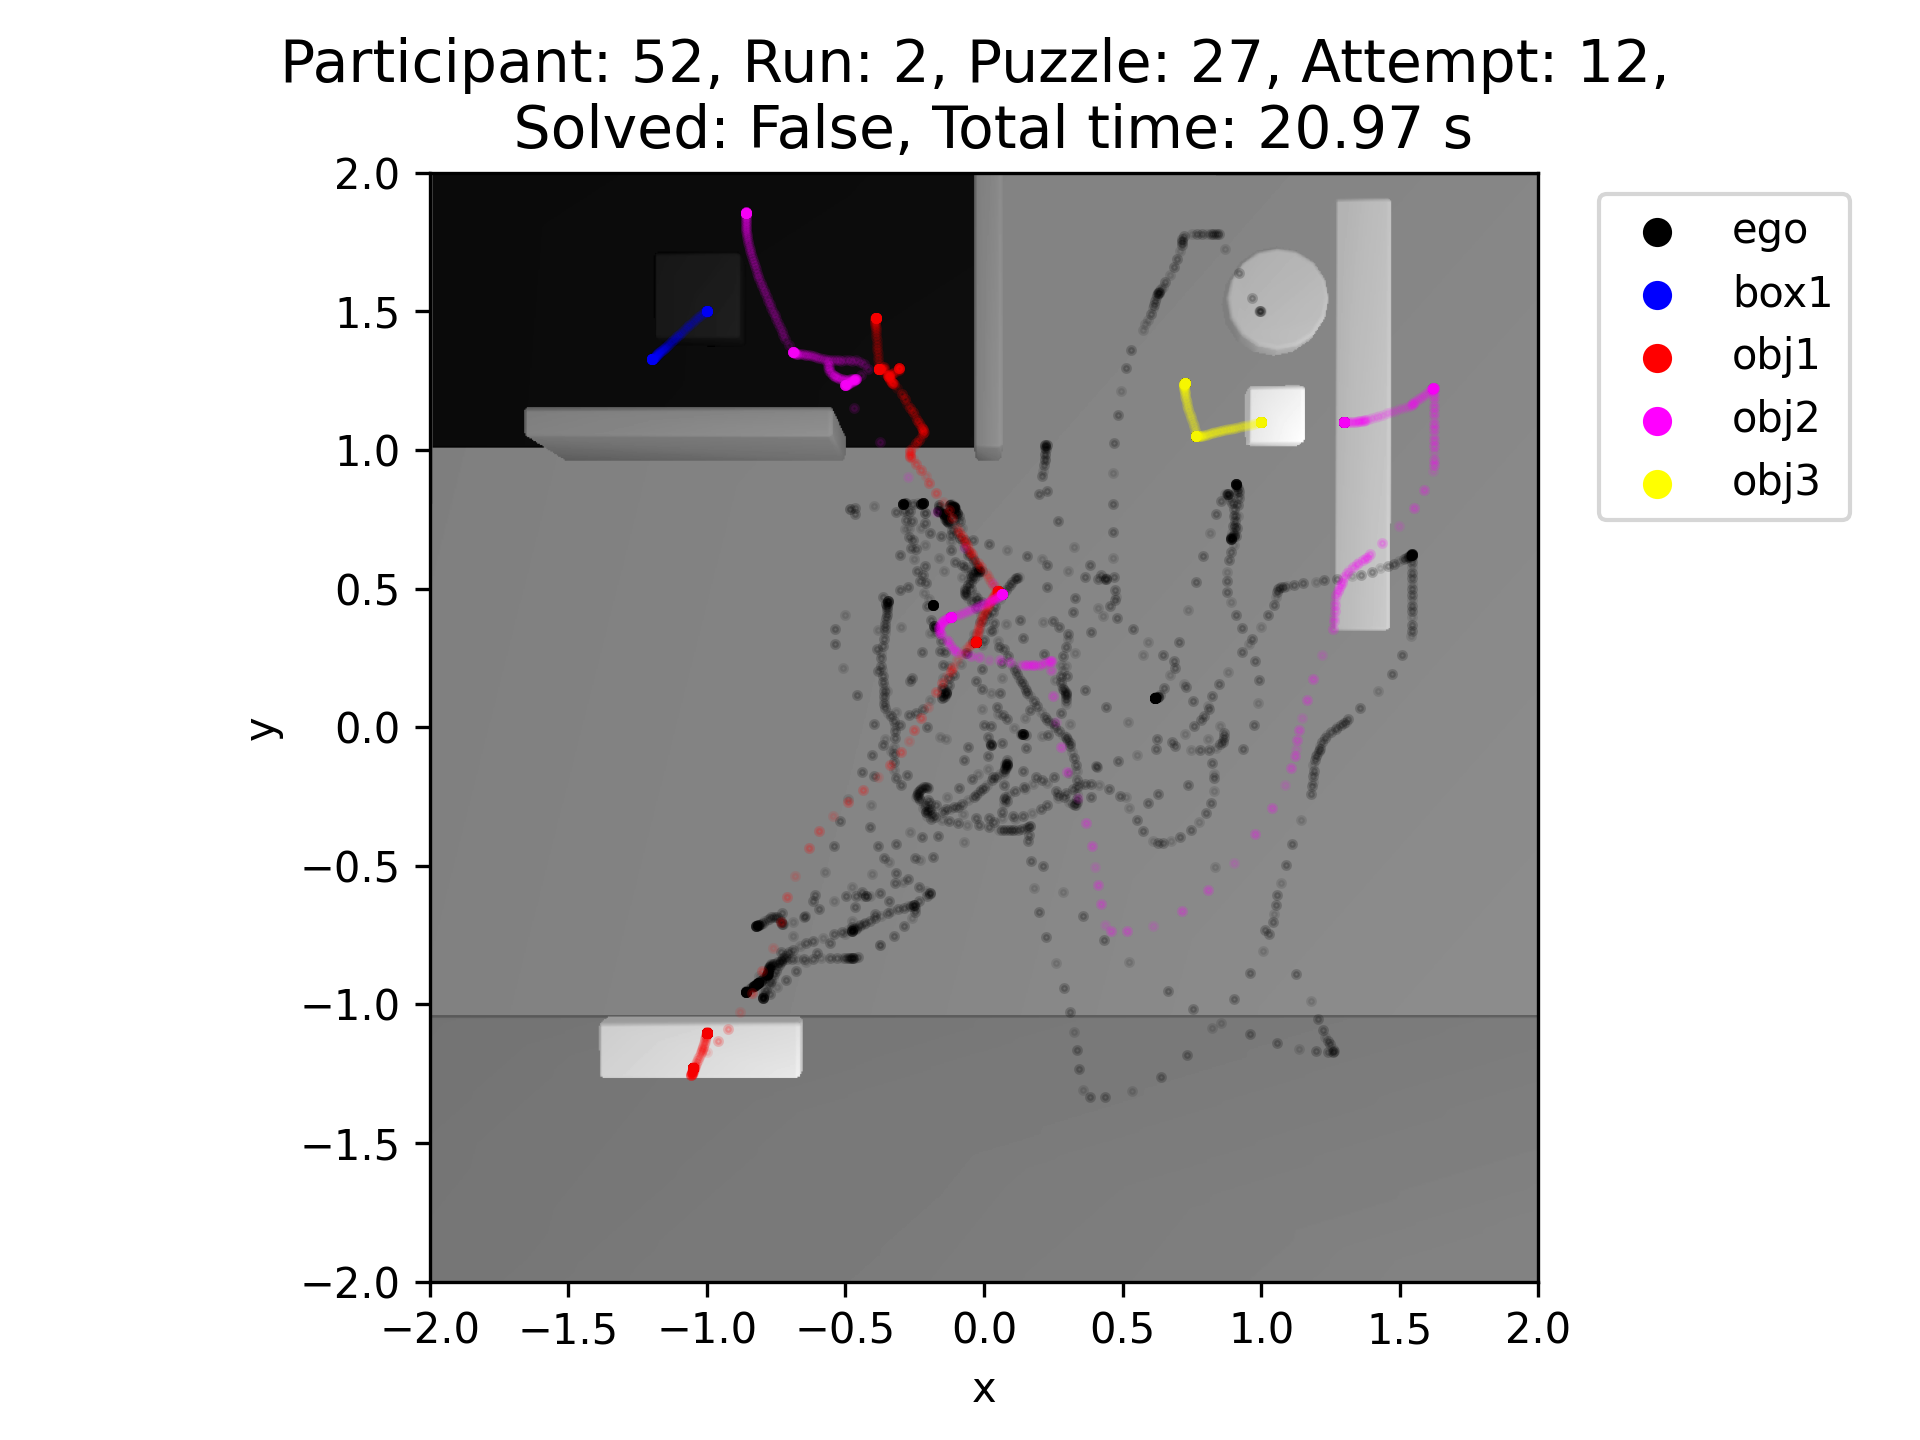 Participant: 52, Run: 2, Puzzle: 27, Attempt: 12,
Solved: False, Total time: 20.97 s
2.0
1.5
1.0
0.5
0.0
−0.5
−1.0
−1.5
−2.0
y
−2.0 −1.5 −1.0 −0.5 0.0 0.5 1.0 1.5 2.0
x
ego
box1
obj1
obj2
obj3